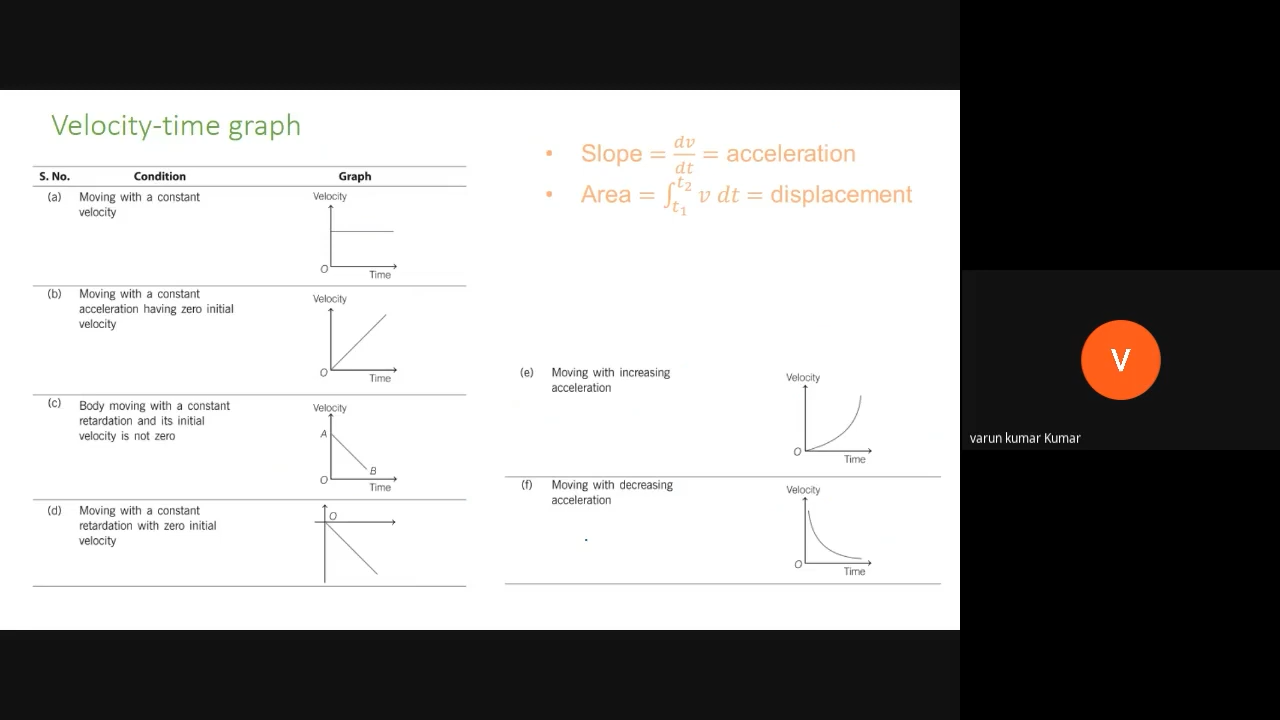 Velocity-time graph
• Slope = dv/dt = acceleration
• Area = ∫_{t_1}^{t_2} v dt = displacement
S. No. Condition Graph
(a) Moving with a constant
velocity
Velocity
O
Time
(b) Moving with a constant
acceleration having zero initial
velocity
Velocity
O
Time
(c) Body moving with a constant
retardation and its initial
velocity is not zero
Velocity
A
B
O
Time
(d) Moving with a constant
retardation with zero initial
velocity
O
(e) Moving with increasing
acceleration
Velocity
O
Time
(f) Moving with decreasing
acceleration
Velocity
O
Time
V
varun kumar Kumar